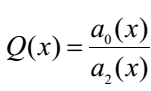 Q(x) = a₀(x) / a₂(x)